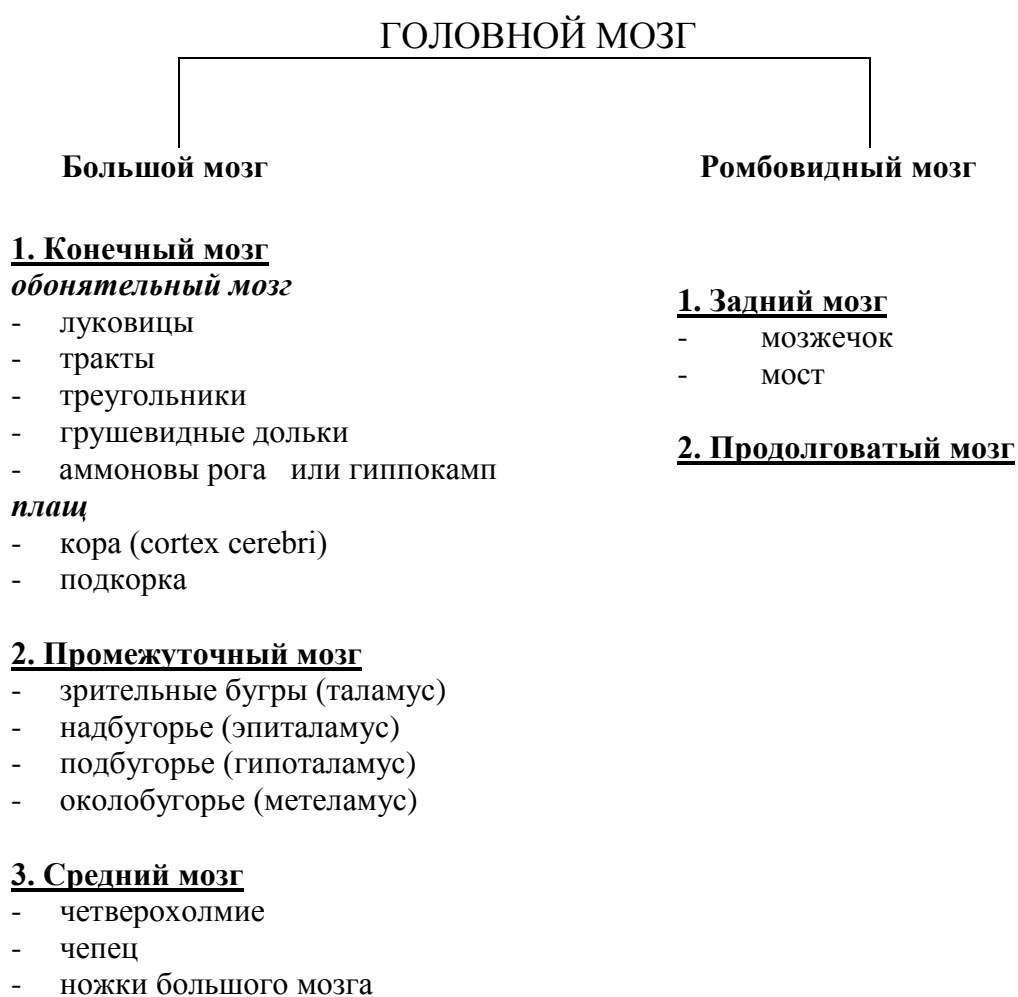 ГОЛОВНОЙ МОЗГ
Большой мозг
1. Конечный мозг
обонятельный мозг
- луковицы
- тракты
- треугольники
- грушевидные дольки
- аммоновы рога или гиппокамп
плащ
- кора (cortex cerebri)
- подкорка
2. Промежуточный мозг
- зрительные бугры (таламус)
- надбугорье (эпиталамус)
- подбугорье (гипоталамус)
- околобугорье (метеламус)
3. Средний мозг
- четверохолмие
- чепец
- ножки большого мозга
Ромбовидный мозг
1. Задний мозг
- мозжечок
- мост
2. Продолговатый мозг